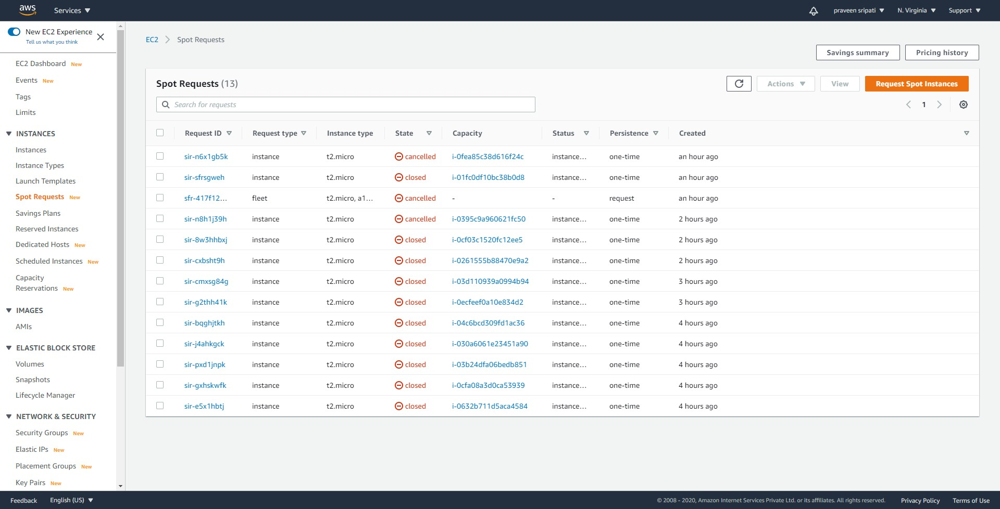 aws Services praveen sripati N. Virginia Support
New EC2 Experience
Tell us what you think
EC2 Dashboard New
Events New
Tags
Limits
INSTANCES
Instances
Instance Types
Launch Templates
Spot Requests New
Savings Plans
Reserved Instances
Dedicated Hosts New
Scheduled Instances New
Capacity
Reservations New
IMAGES
AMIs
ELASTIC BLOCK STORE
Volumes
Snapshots
Lifecycle Manager
NETWORK & SECURITY
Security Groups New
Elastic IPs New
Placement Groups New
Key Pairs New
EC2 Spot Requests
Savings summary Pricing history
Spot Requests (13) Actions View Request Spot Instances
Search for requests 1
Request ID Request type Instance type State Capacity Status Persistence Created
sir-n6x1gb5k instance t2.micro cancelled i-0fea85c38d616f24c instance... one-time an hour ago
sir-sfrsgweh instance t2.micro closed i-01fc0df10bc38b0d8 instance... one-time an hour ago
sfr-417f12... fleet t2.micro, a1... cancelled - - request an hour ago
sir-n8h1j39h instance t2.micro cancelled i-0395c9a960621fc50 instance... one-time 2 hours ago
sir-8w3hhbxj instance t2.micro closed i-0cf03c1520fc12ee5 instance... one-time 2 hours ago
sir-cxbsht9h instance t2.micro closed i-0261555b88470e9a2 instance... one-time 2 hours ago
sir-cmxsg84g instance t2.micro closed i-03d110939a0994b94 instance... one-time 3 hours ago
sir-g2thh41k instance t2.micro closed i-0ecfeef0a10e834d2 instance... one-time 3 hours ago
sir-bqghjtkh instance t2.micro closed i-04c6bcd309fd1ac36 instance... one-time 4 hours ago
sir-j4ahkgck instance t2.micro closed i-030a6061e23451a90 instance... one-time 4 hours ago
sir-pxd1jnpk instance t2.micro closed i-03b24dfa06bedb851 instance... one-time 4 hours ago
sir-gxhskwfk instance t2.micro closed i-0cfa08a3d0ca53939 instance... one-time 4 hours ago
sir-e5x1hbtj instance t2.micro closed i-0632b711d5aca4584 instance... one-time 4 hours ago
Feedback English (US) © 2008 - 2020, Amazon Internet Services Private Ltd. or its affiliates. All rights reserved. Privacy Policy Terms of Use